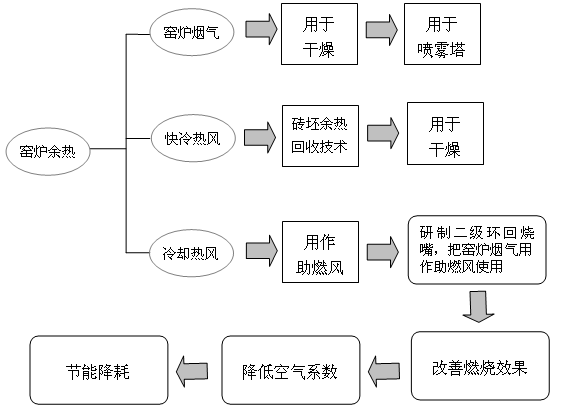 窑炉烟气
用于
干燥
用于
喷雾塔
窑炉余热
快冷热风
砖坯余热
回收技术
用于
干燥
冷却热风
用作
助燃风
研制二级环回烧
嘴，把窑炉烟气用
作助燃风使用
改善燃烧效果
降低空气系数
节能降耗